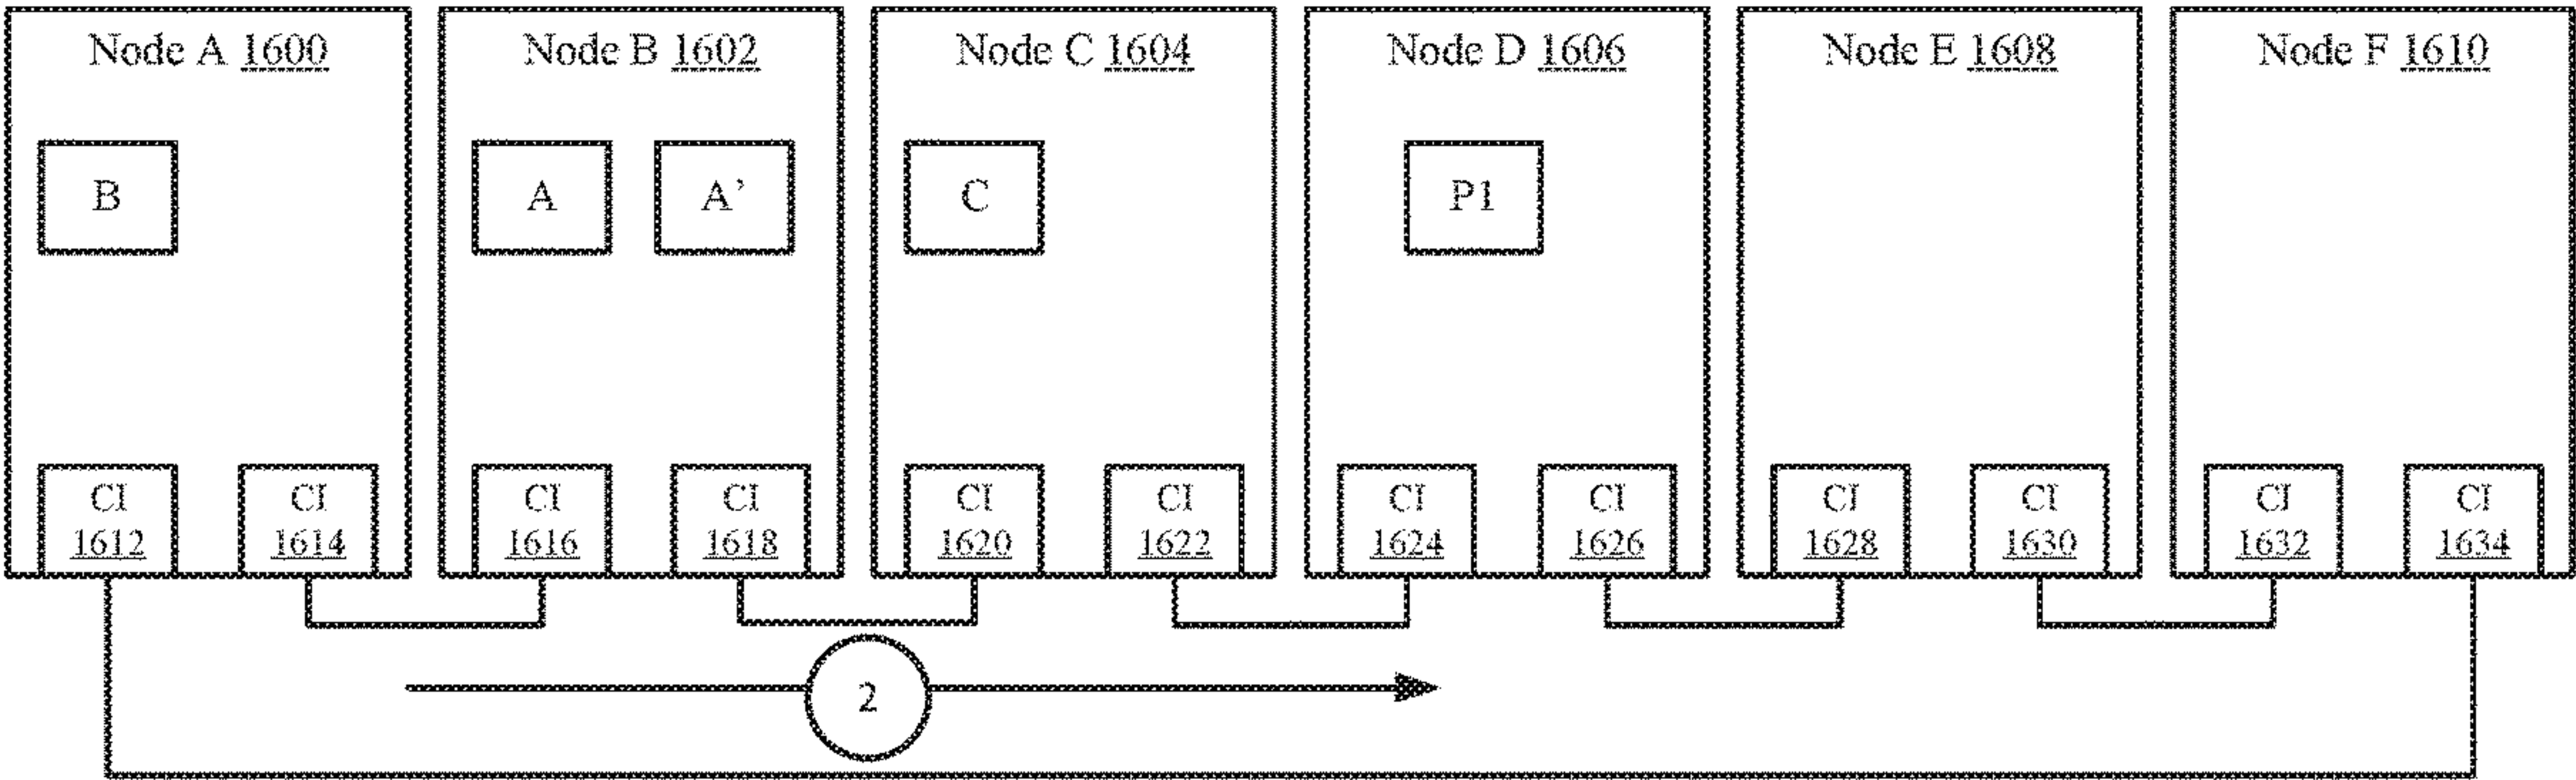 Node A 1600
Node B 1602
Node C 1604
Node D 1606
Node E 1608
Node F 1610
B
A
A'
C
P1
CI
1612
CI
1614
CI
1616
CI
1618
CI
1620
CI
1622
CI
1624
CI
1626
CI
1628
CI
1630
CI
1632
CI
1634
2